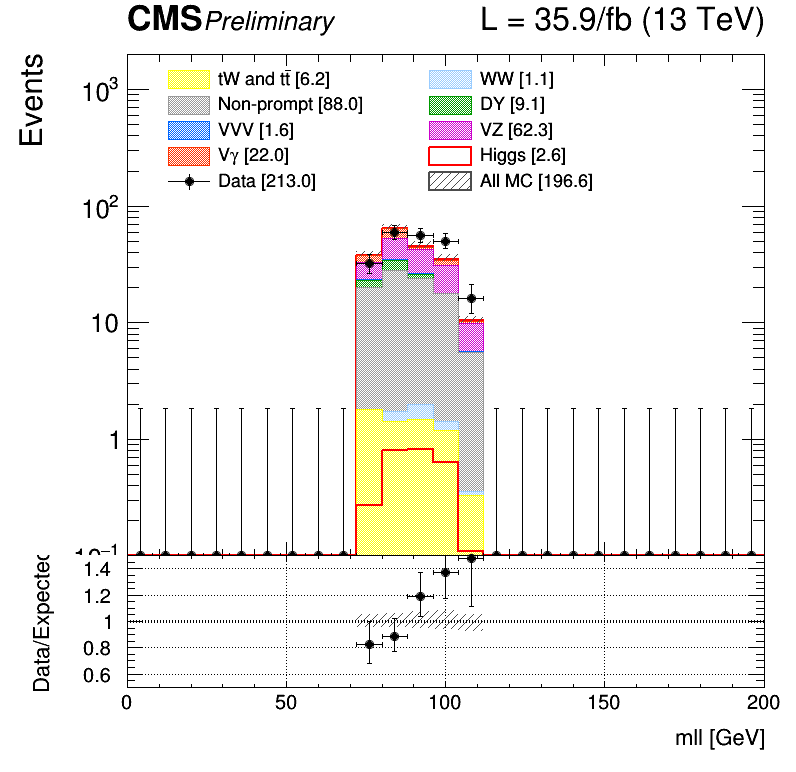 CMS Preliminary L = 35.9/fb (13 TeV)
Events
tW and tt̄ [6.2] WW [1.1]
Non-prompt [88.0] DY [9.1]
VVV [1.6] VZ [62.3]
Vγ [22.0] Higgs [2.6]
Data [213.0] All MC [196.6]
10³
10²
10
1
Data/Expected
1.4
1.2
1
0.8
0.6
0 50 100 150 200
mll [GeV]